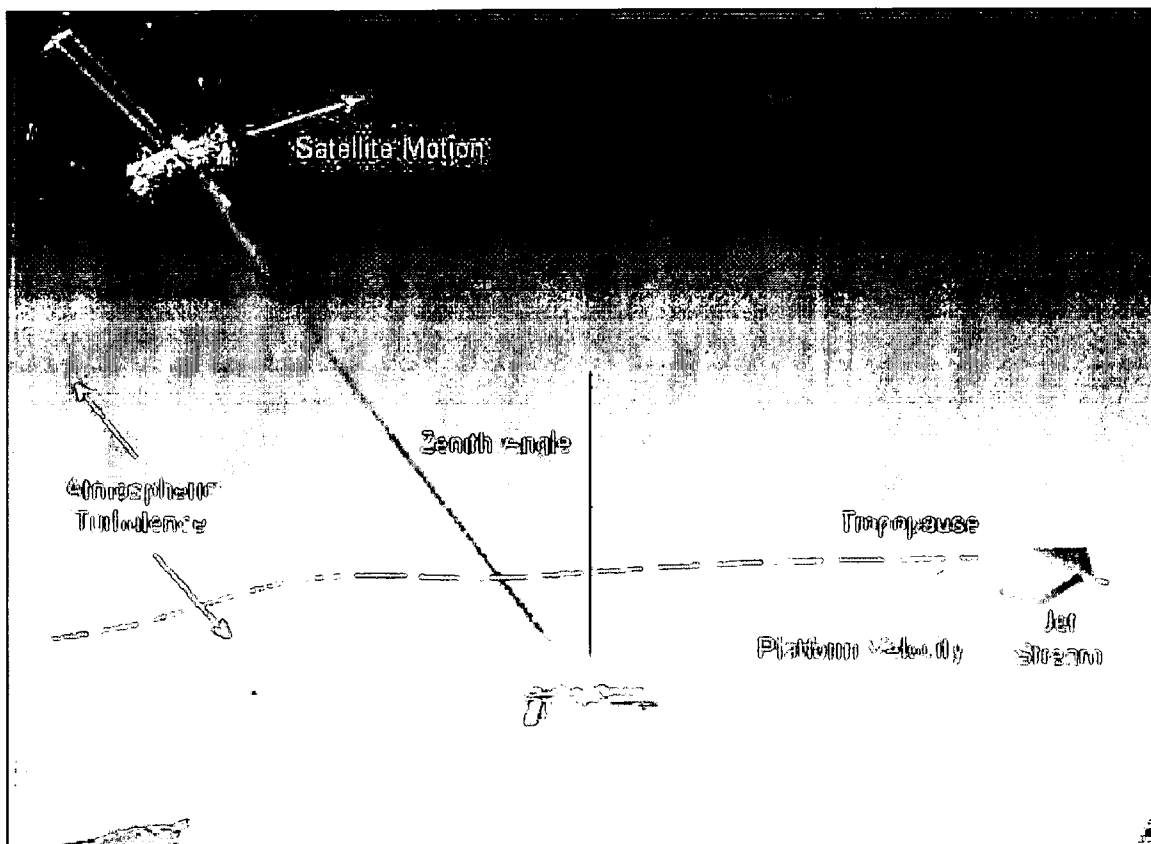 Satellite Motion
Zenith Angle
Atmospheric
Turbulence
Tropopause
Platform Velocity
Jet
Stream